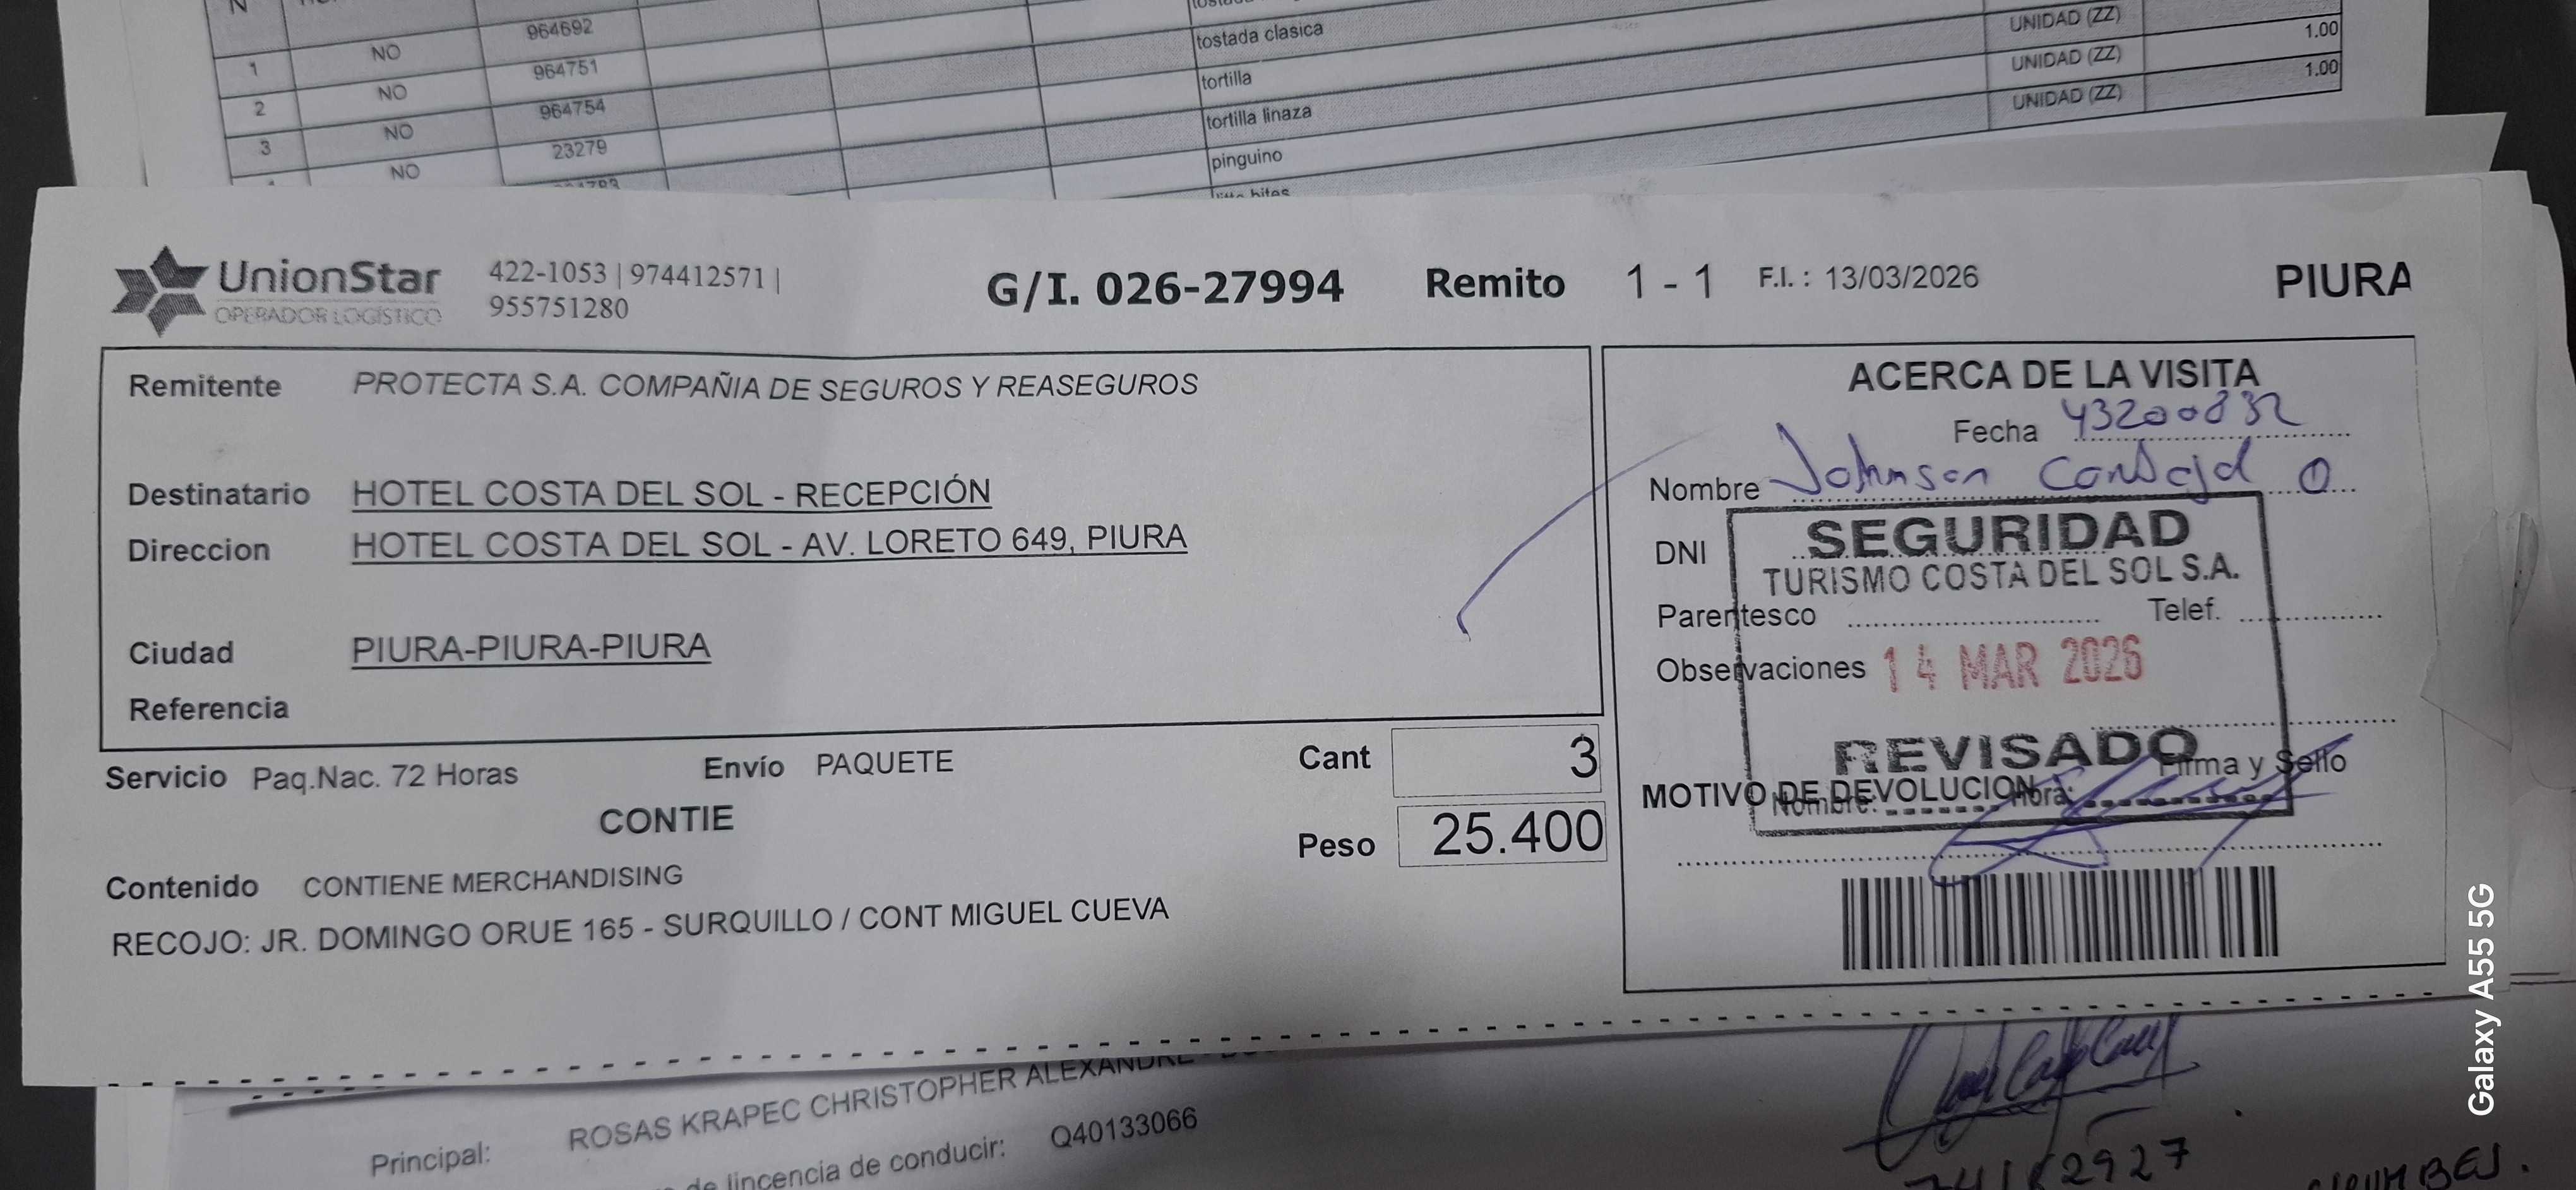 N
964692
tostada clasica
UNIDAD (ZZ)
1.00
1 NO 964751 tortilla UNIDAD (ZZ) 1.00
2 NO 964754 tortilla linaza UNIDAD (ZZ)
3 NO 23279 pinguino
NO
UnionStar
OPERADOR LOGÍSTICO
422-1053 | 974412571 |
955751280
G/I. 026-27994 Remito 1 - 1 F.I. : 13/03/2026 PIURA
Remitente PROTECTA S.A. COMPAÑIA DE SEGUROS Y REASEGUROS
Destinatario HOTEL COSTA DEL SOL - RECEPCIÓN
Direccion HOTEL COSTA DEL SOL - AV. LORETO 649, PIURA
Ciudad PIURA-PIURA-PIURA
Referencia
Servicio Paq.Nac. 72 Horas Envío PAQUETE Cant 3
CONTIE
Peso 25.400
Contenido CONTIENE MERCHANDISING
RECOJO: JR. DOMINGO ORUE 165 - SURQUILLO / CONT MIGUEL CUEVA
ACERCA DE LA VISITA
Fecha 43200832
Nombre Johnson
DNI
Parentesco Telef.
Observaciones
Firma y Sello
MOTIVO DE DEVOLUCION
SEGURIDAD
TURISMO COSTA DEL SOL S.A.
14 MAR 2026
REVISADO
Nombre: Hora:
Principal: ROSAS KRAPEC CHRISTOPHER ALEXANDRE -
de lincencia de conducir: Q40133066
Galaxy A55 5G